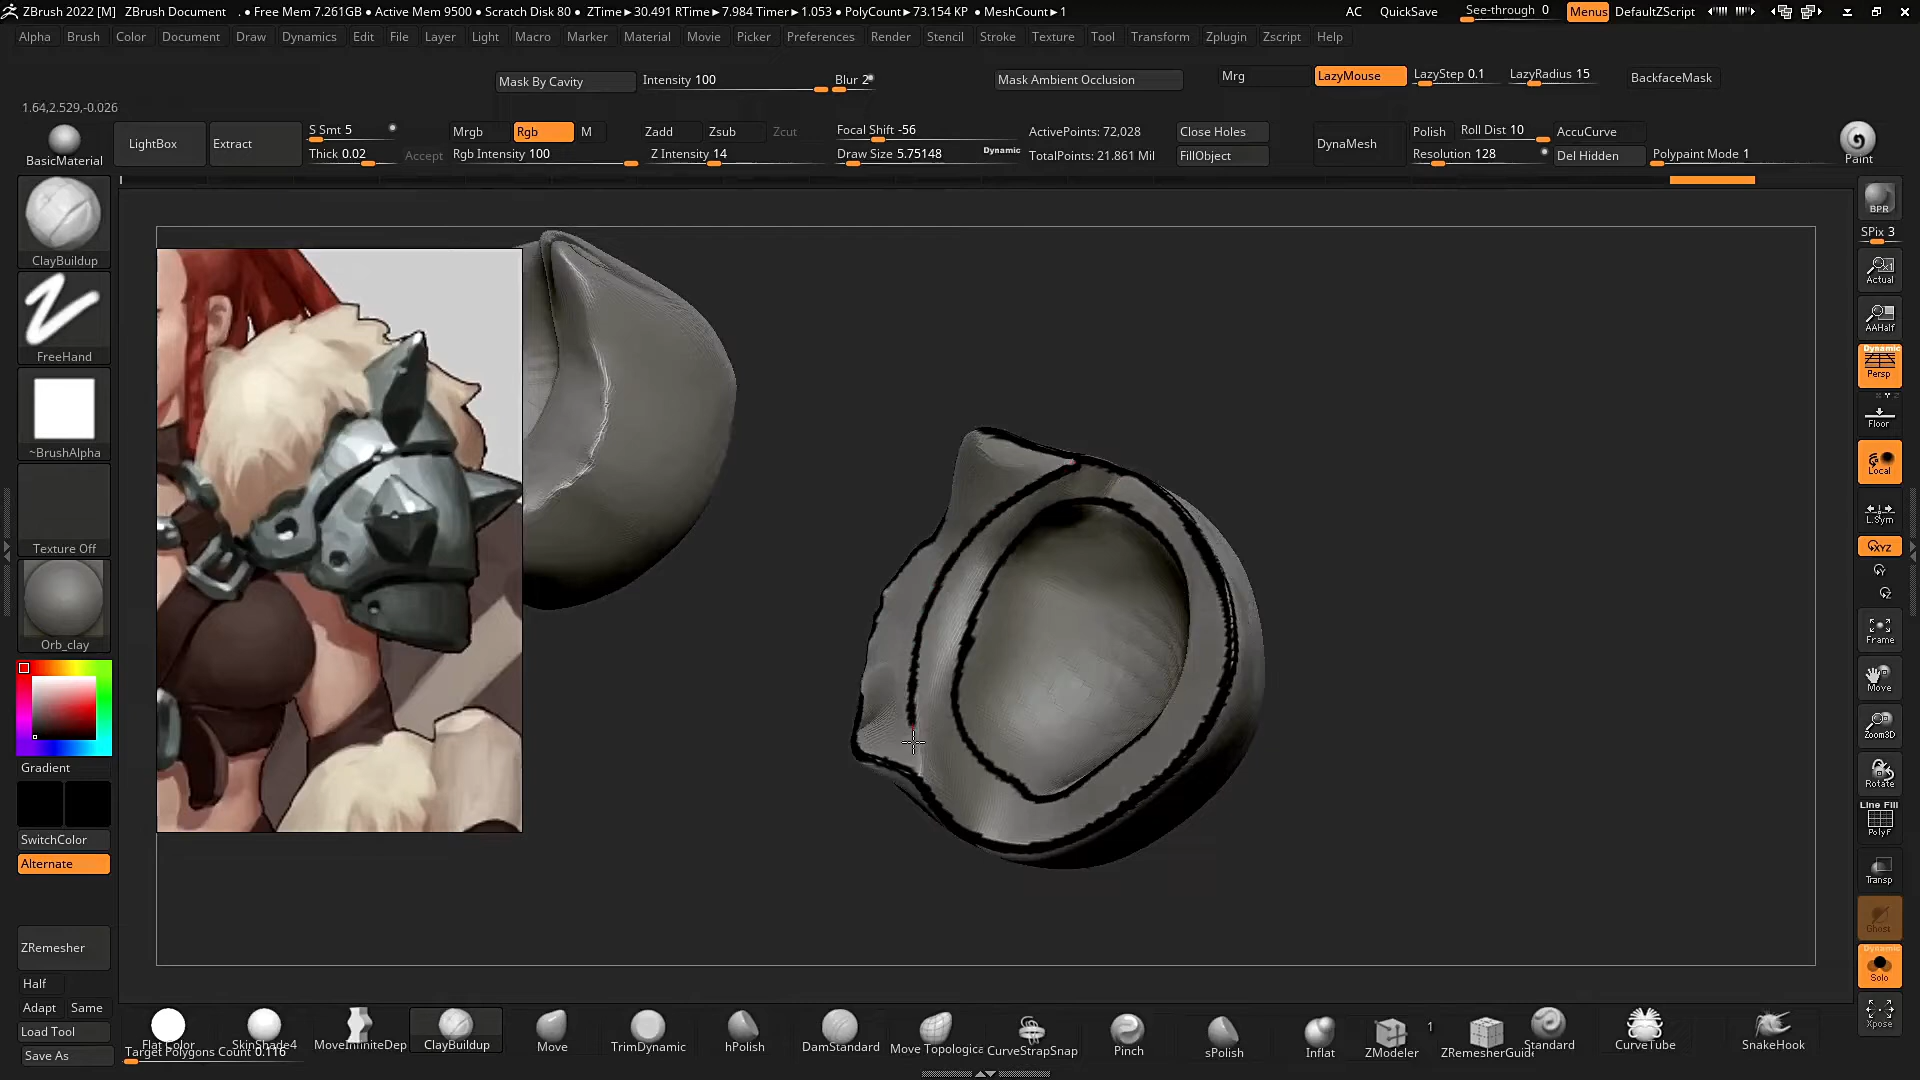 ZBrush 2022 [M] ZBrush Document . • Free Mem 7.261GB • Active Mem 9500 • Scratch Disk 80 • ZTime►30.491 RTime►7.984 Timer►1.053 • PolyCount►73.154 KP • MeshCount►1 AC QuickSave See-through 0 Menus DefaultZScript
Alpha Brush Color Document Draw Dynamics Edit File Layer Light Macro Marker Material Movie Picker Preferences Render Stencil Stroke Texture Tool Transform Zplugin Zscript Help
Mask By Cavity Intensity 100 Blur 2 Mask Ambient Occlusion Mrg LazyMouse LazyStep 0.1 LazyRadius 15 BackfaceMask
1.64,2.529,-0.026
BasicMaterial LightBox Extract S Smt 5 Mrgb Rgb M Zadd Zsub Zcut Focal Shift -56 ActivePoints: 72,028 Close Holes DynaMesh Polish Roll Dist 10 AccuCurve Paint
Thick 0.02 Accept Rgb Intensity 100 Z Intensity 14 Draw Size 5.75148 Dynamic TotalPoints: 21.861 Mil FillObject Resolution 128 Del Hidden Polypaint Mode 1
ClayBuildup
FreeHand
~BrushAlpha
Texture Off
Orb_clay
Gradient
SwitchColor
Alternate
ZRemesher
Half
Adapt Same
Load Tool
Save As
BPR
SPix 3
Actual
AAHalf
Dynamic
Persp
Floor
Local
L.Sym
XYZ
Y
Z
Frame
Move
Zoom3D
Rotate
Line Fill
PolyF
Transp
Ghost
Dynamic
Solo
Xpose
Flat Color SkinShade4 MoveInfiniteDep ClayBuildup Move TrimDynamic hPolish DamStandard Move Topologica CurveStrapSnap Pinch sPolish Inflat ZModeler 1 ZRemesherGuide Standard CurveTube SnakeHook
Target Polygons Count 0.116